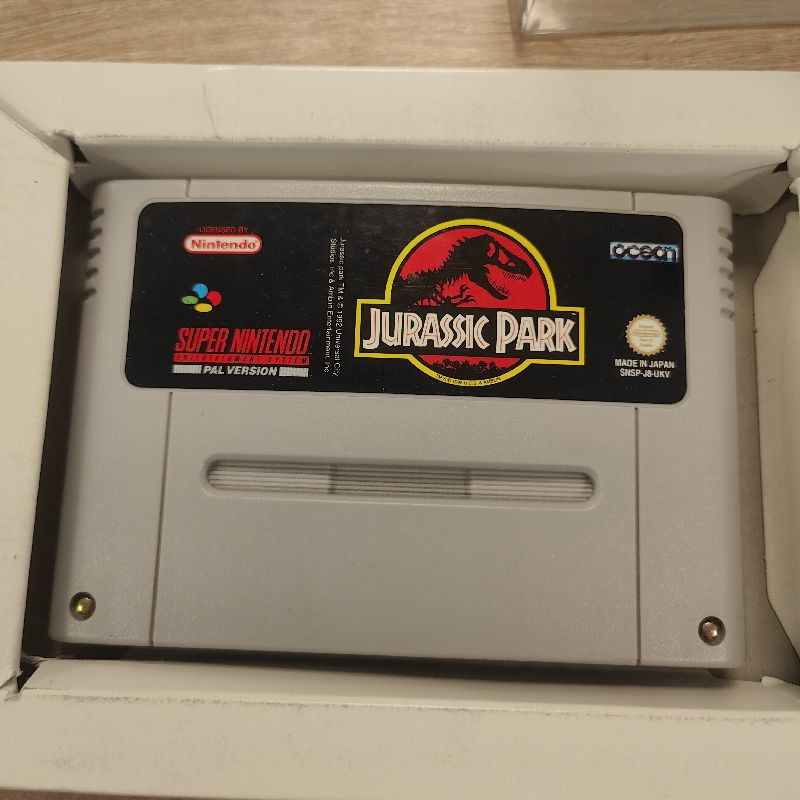 LICENSED BY
Nintendo
SUPER NINTENDO
ENTERTAINMENT SYSTEM
PAL VERSION
Jurassic park TM & © 1992 Universal City
Studios, Inc & Amblin Entertainment, Inc
JURASSIC PARK
ocean
MADE IN JAPAN
SNSP-J8-UKV